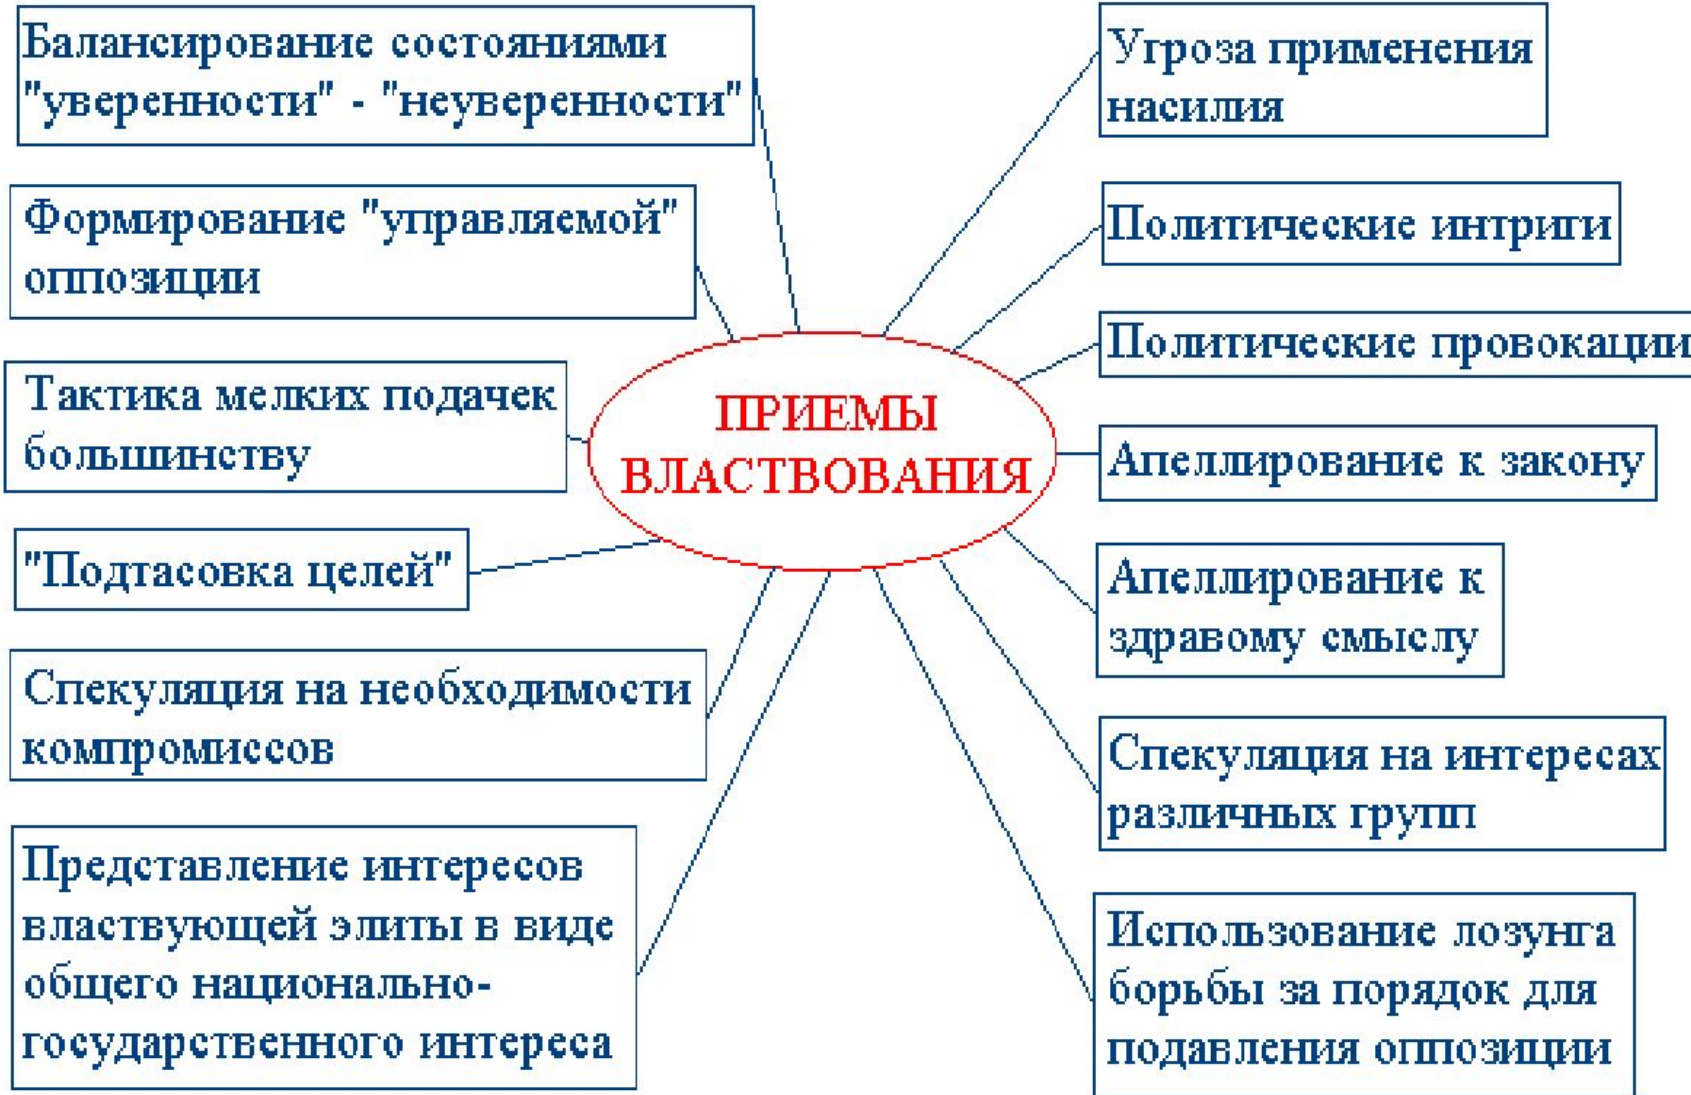 Балансирование состояниями
"уверенности" - "неуверенности"
Формирование "управляемой"
оппозиции
Тактика мелких подачек
большинству
"Подтасовка целей"
Спекуляция на необходимости
компромиссов
Представление интересов
властвующей элиты в виде
общего национально-
государственного интереса
ПРИЕМЫ
ВЛАСТВОВАНИЯ
Угроза применения
насилия
Политические интриги
Политические провокации
Апеллирование к закону
Апеллирование к
здравому смыслу
Спекуляция на интересах
различных групп
Использование лозунга
борьбы за порядок для
подавления оппозиции